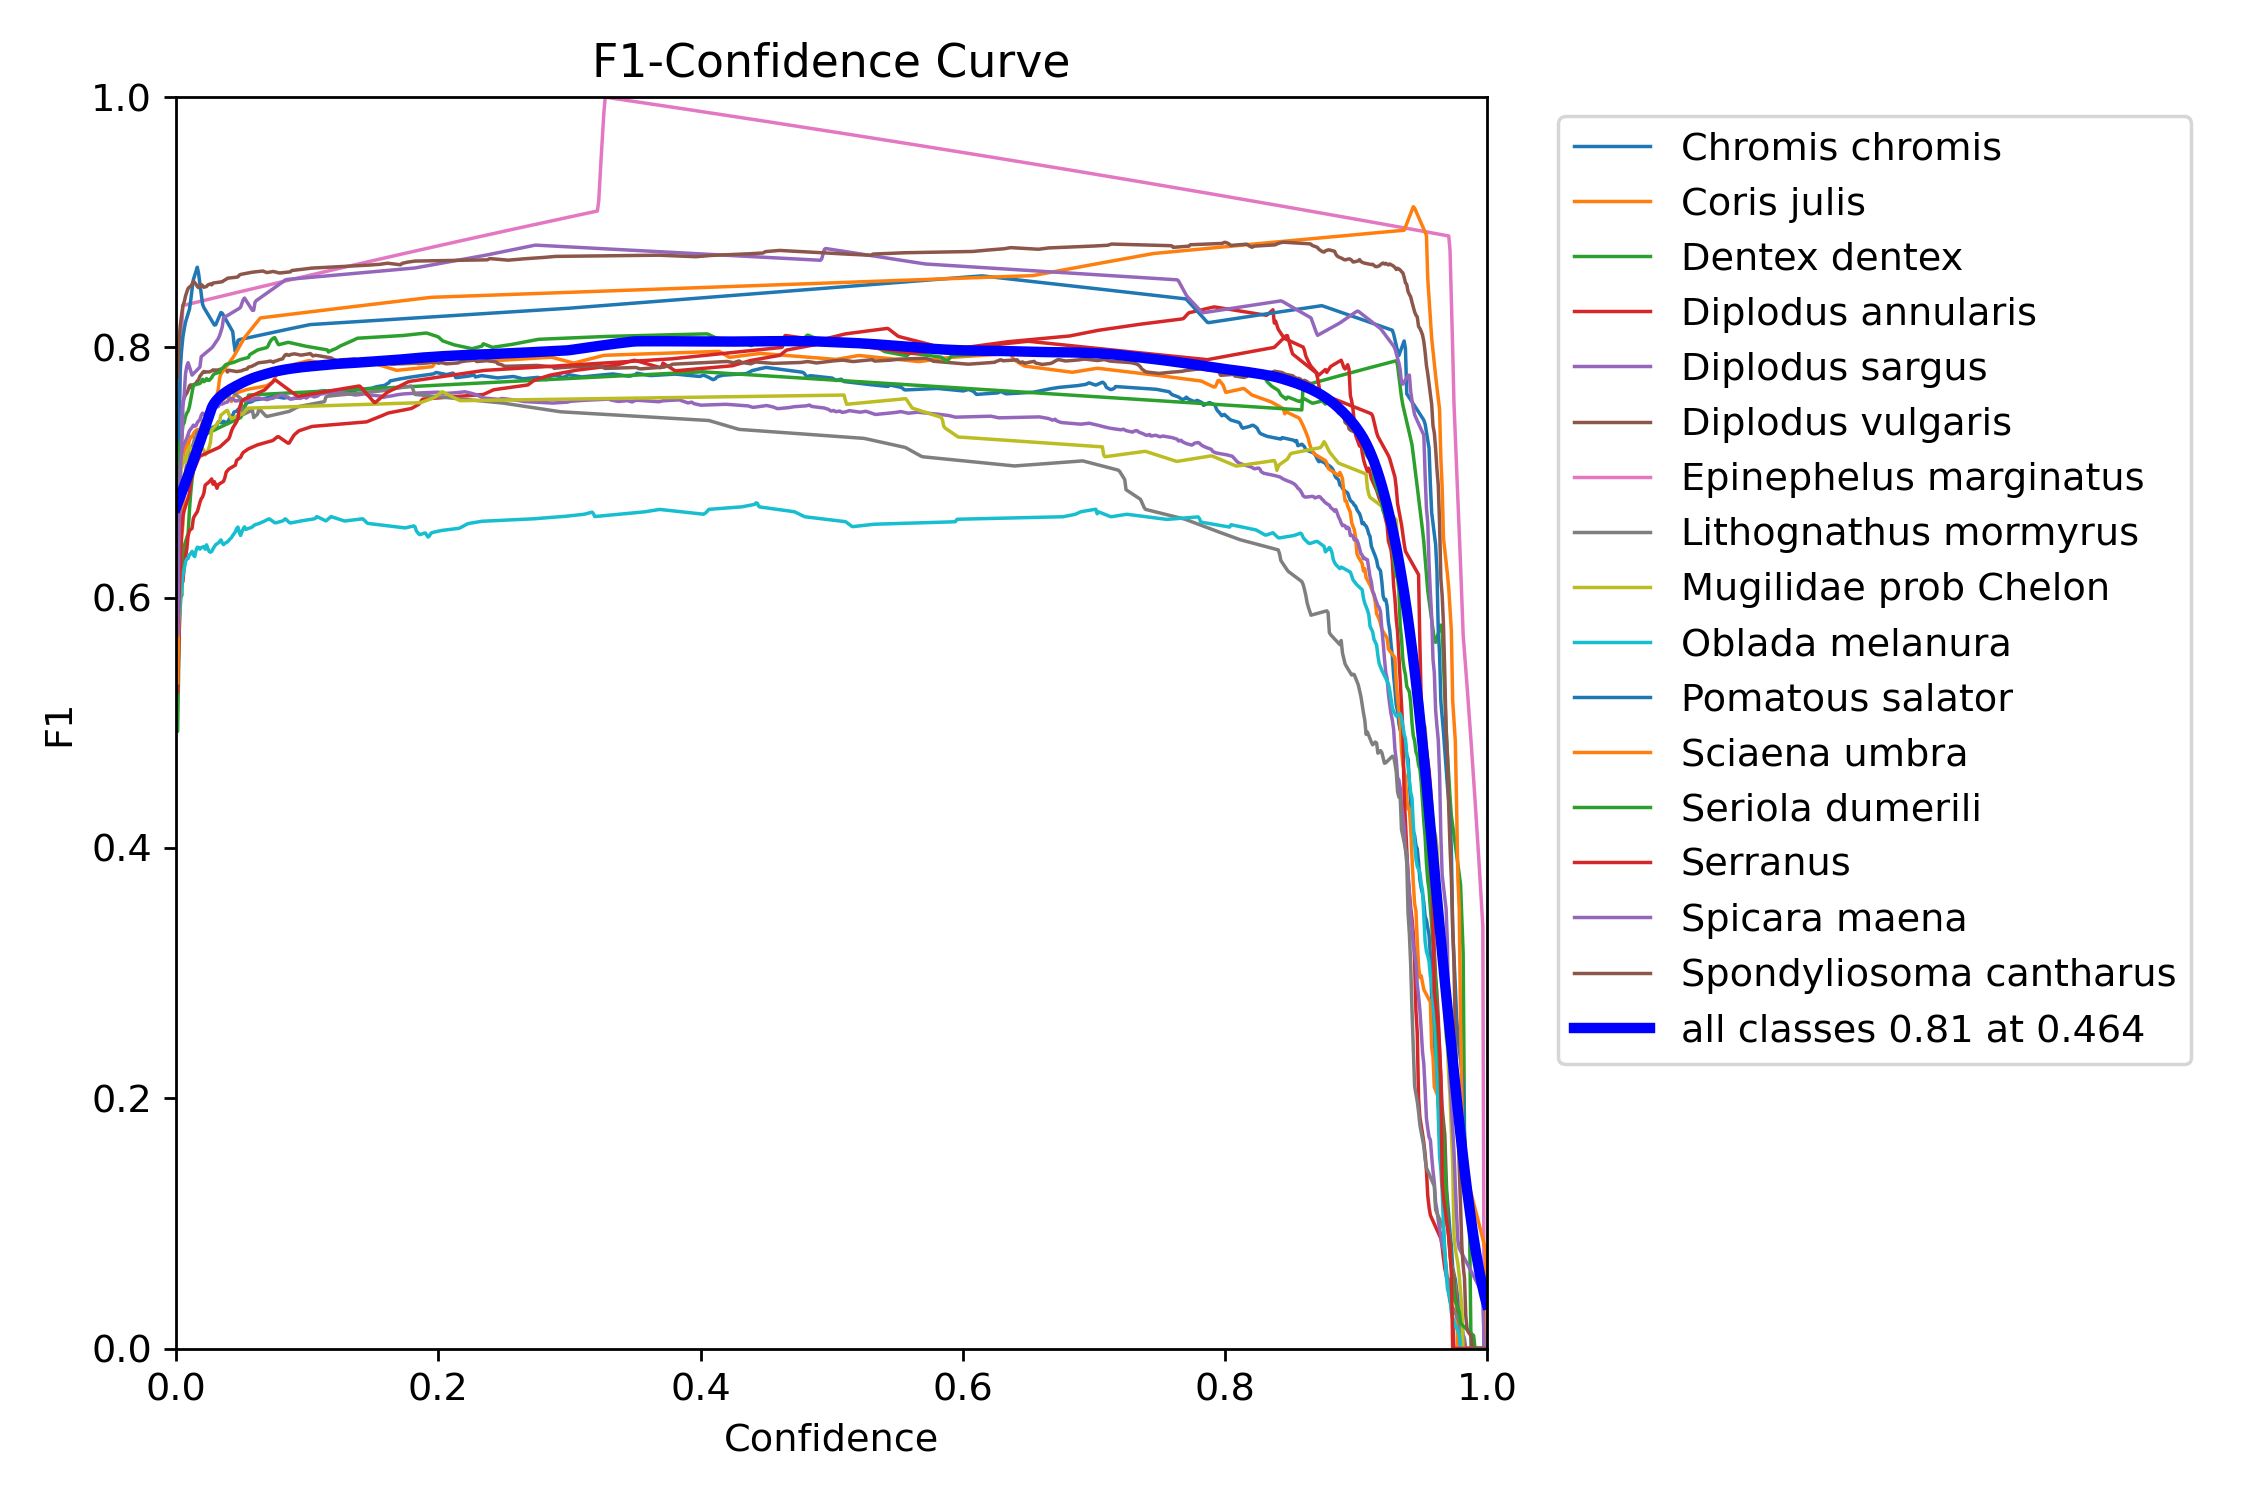 F1-Confidence Curve
1.0
0.8
0.6
0.4
0.2
0.0
F1
0.0 0.2 0.4 0.6 0.8 1.0
Confidence
Chromis chromis
Coris julis
Dentex dentex
Diplodus annularis
Diplodus sargus
Diplodus vulgaris
Epinephelus marginatus
Lithognathus mormyrus
Mugilidae prob Chelon
Oblada melanura
Pomatous salator
Sciaena umbra
Seriola dumerili
Serranus
Spicara maena
Spondyliosoma cantharus
all classes 0.81 at 0.464